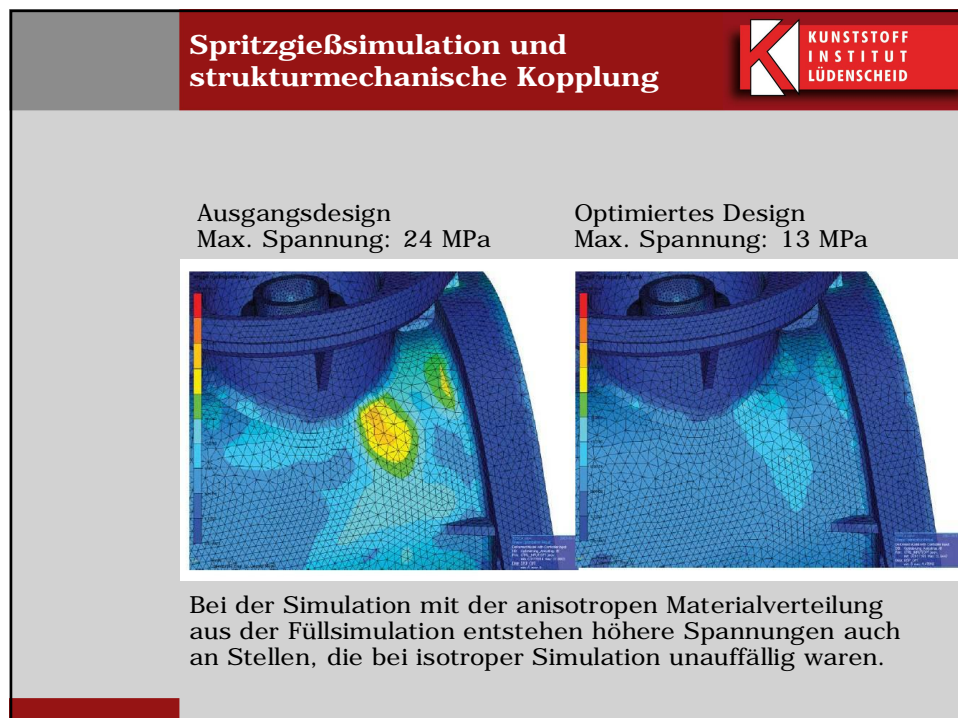 Spritzgießsimulation und
strukturmechanische Kopplung
KUNSTSTOFF
INSTITUT
LÜDENSCHEID
Ausgangsdesign
Max. Spannung: 24 MPa
Optimiertes Design
Max. Spannung: 13 MPa
Bei der Simulation mit der anisotropen Materialverteilung
aus der Füllsimulation entstehen höhere Spannungen auch
an Stellen, die bei isotroper Simulation unauffällig waren.